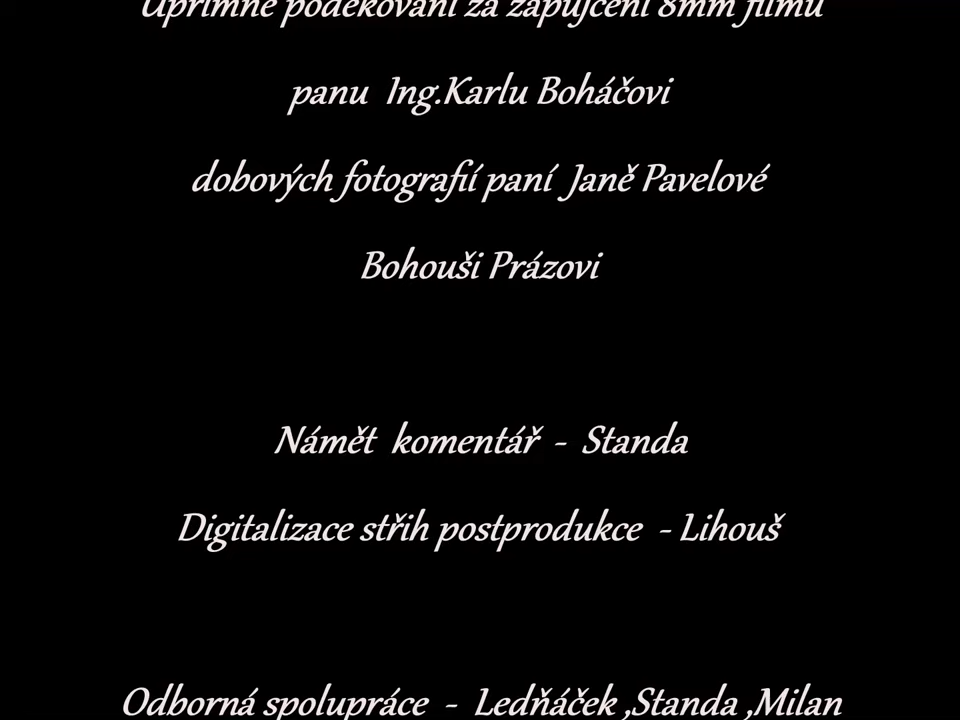 Upřímné poděkování za zapůjčení 8mm filmu
panu Ing.Karlu Boháčovi
dobových fotografií paní Janě Pavelové
Bohouši Prázovi
Námět komentář - Standa
Digitalizace střih postprodukce - Lihouš
Odborná spolupráce - Ledňáček ,Standa ,Milan